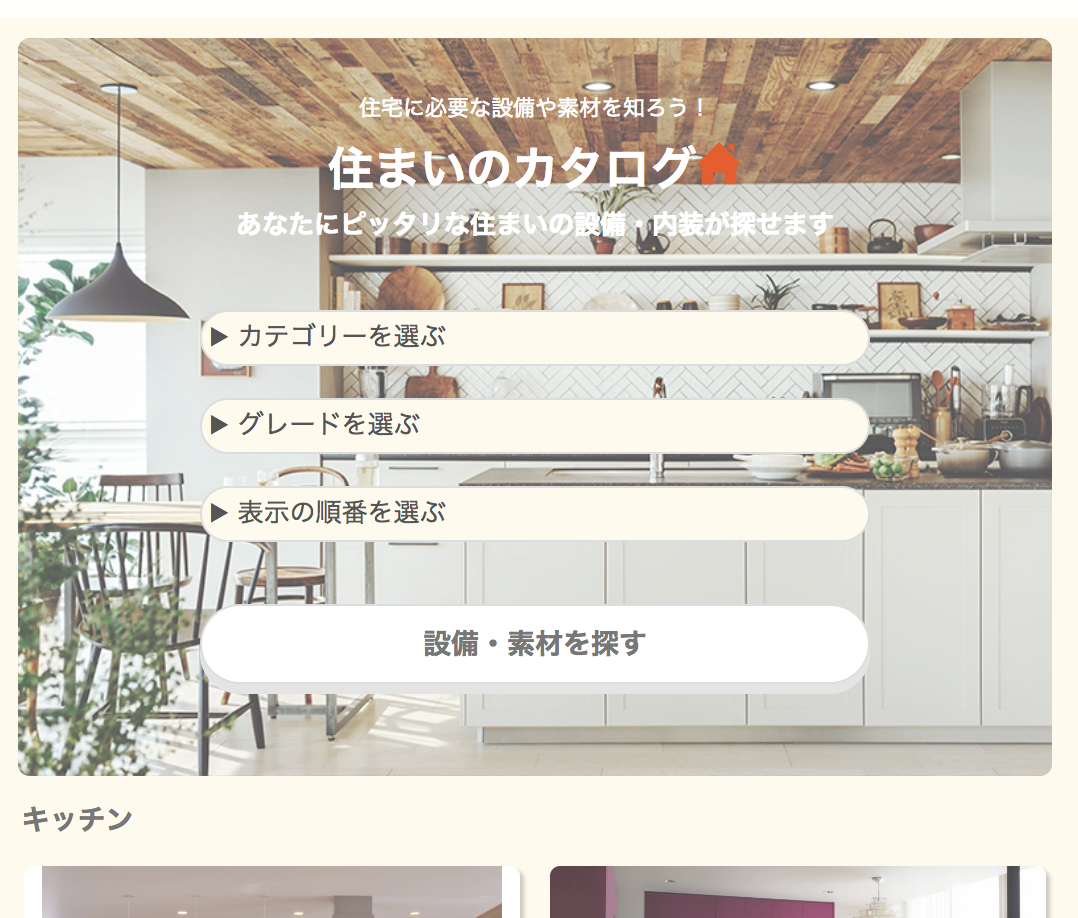 住宅に必要な設備や素材を知ろう！
住まいのカタログ
あなたにピッタリな住まいの設備・内装が探せます
▶ カテゴリーを選ぶ
▶ グレードを選ぶ
▶ 表示の順番を選ぶ
設備・素材を探す
キッチン